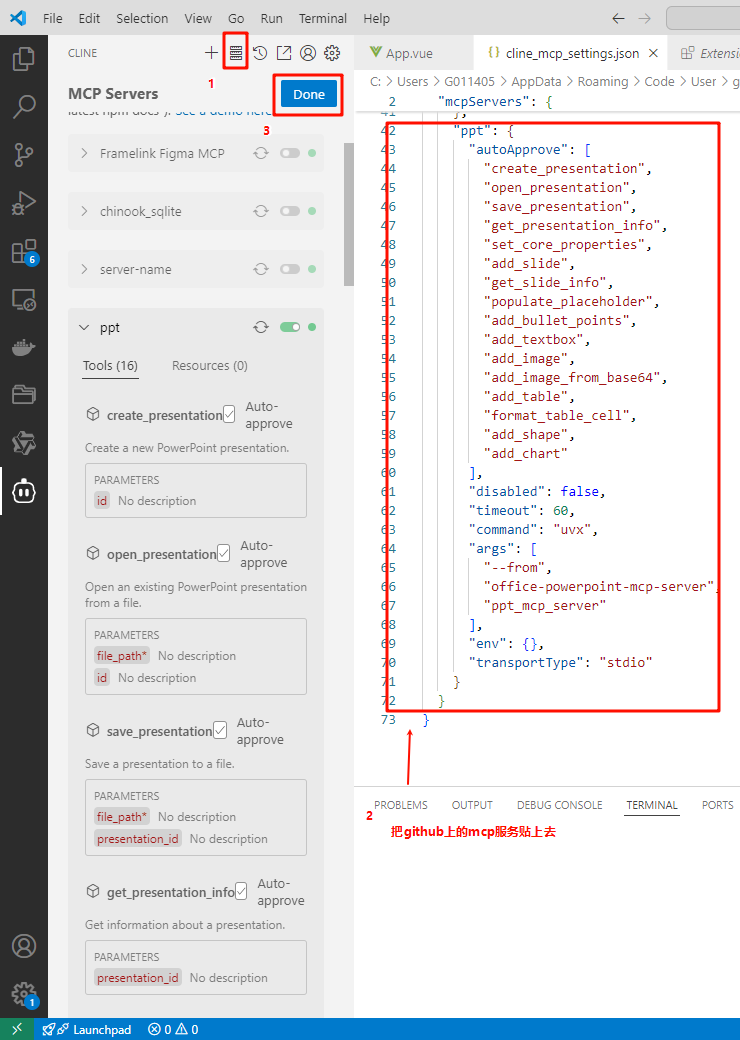 File Edit Selection View Go Run Terminal Help
CLINE
1
MCP Servers
Done
3
latest npm docs"). See a demo here
Framelink Figma MCP
chinook_sqlite
server-name
ppt
Tools (16) Resources (0)
create_presentation Auto-approve
Create a new PowerPoint presentation.
PARAMETERS
id No description
open_presentation Auto-approve
Open an existing PowerPoint presentation
from a file.
PARAMETERS
file_path* No description
id No description
save_presentation Auto-approve
Save a presentation to a file.
PARAMETERS
file_path* No description
presentation_id No description
get_presentation_info Auto-approve
Get information about a presentation.
PARAMETERS
presentation_id No description
6
1
Launchpad 0 0
App.vue {} cline_mcp_settings.json Extensi
C: > Users > G011405 > AppData > Roaming > Code > User > g
2 "mcpServers": {
41 },
42 "ppt": {
43 "autoApprove": [
44 "create_presentation",
45 "open_presentation",
46 "save_presentation",
47 "get_presentation_info",
48 "set_core_properties",
49 "add_slide",
50 "get_slide_info",
51 "populate_placeholder",
52 "add_bullet_points",
53 "add_textbox",
54 "add_image",
55 "add_image_from_base64",
56 "add_table",
57 "format_table_cell",
58 "add_shape",
59 "add_chart"
60 ],
61 "disabled": false,
62 "timeout": 60,
63 "command": "uvx",
64 "args": [
65 "--from",
66 "office-powerpoint-mcp-server",
67 "ppt_mcp_server"
68 ],
69 "env": {},
70 "transportType": "stdio"
71 }
72 }
73 }
PROBLEMS OUTPUT DEBUG CONSOLE TERMINAL PORTS
2
把github上的mcp服务贴上去